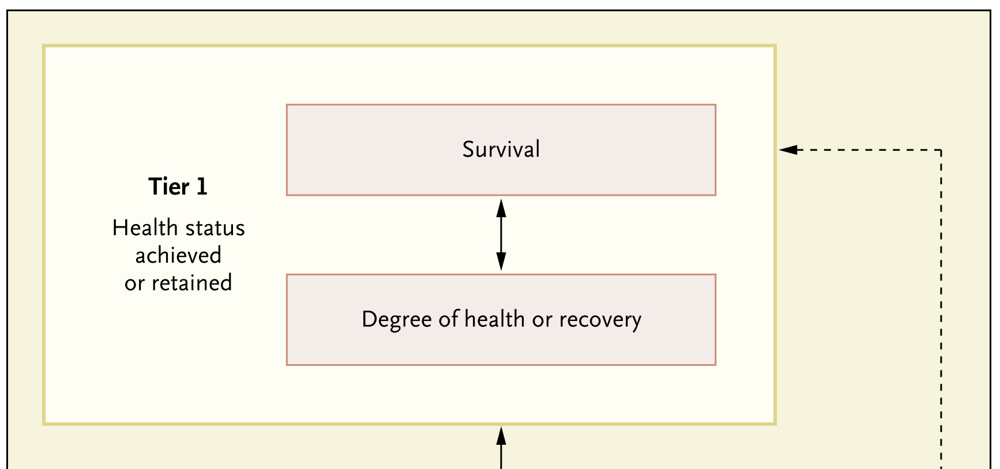 Tier 1
Health status
achieved
or retained
Survival
Degree of health or recovery